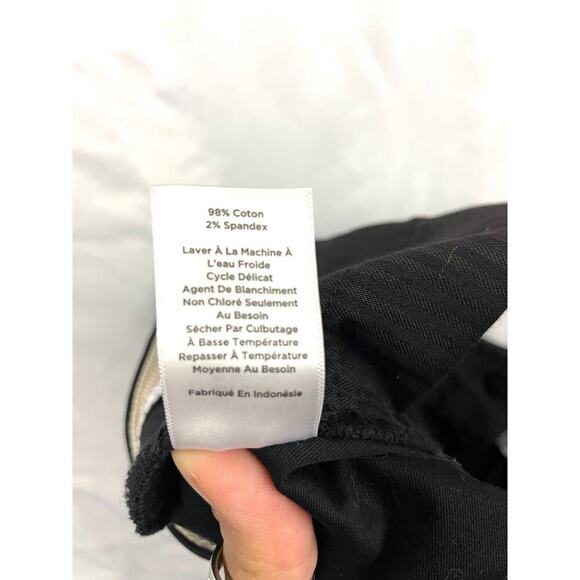 98% Coton
2% Spandex
Laver À La Machine À
L'eau Froide
Cycle Délicat
Agent De Blanchiment
Non Chloré Seulement
Au Besoin
Sécher Par Culbutage
À Basse Température
Repasser À Température
Moyenne Au Besoin
Fabriqué En Indonésie